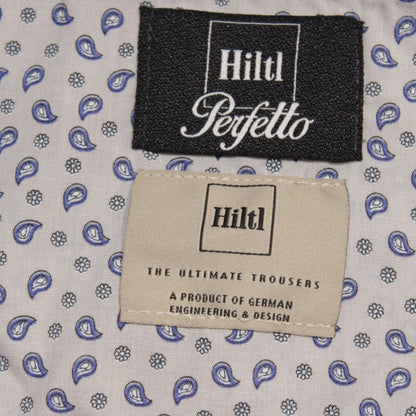 Hiltl
Perfetto
Hiltl
THE ULTIMATE TROUSERS
A PRODUCT OF GERMAN
ENGINEERING & DESIGN